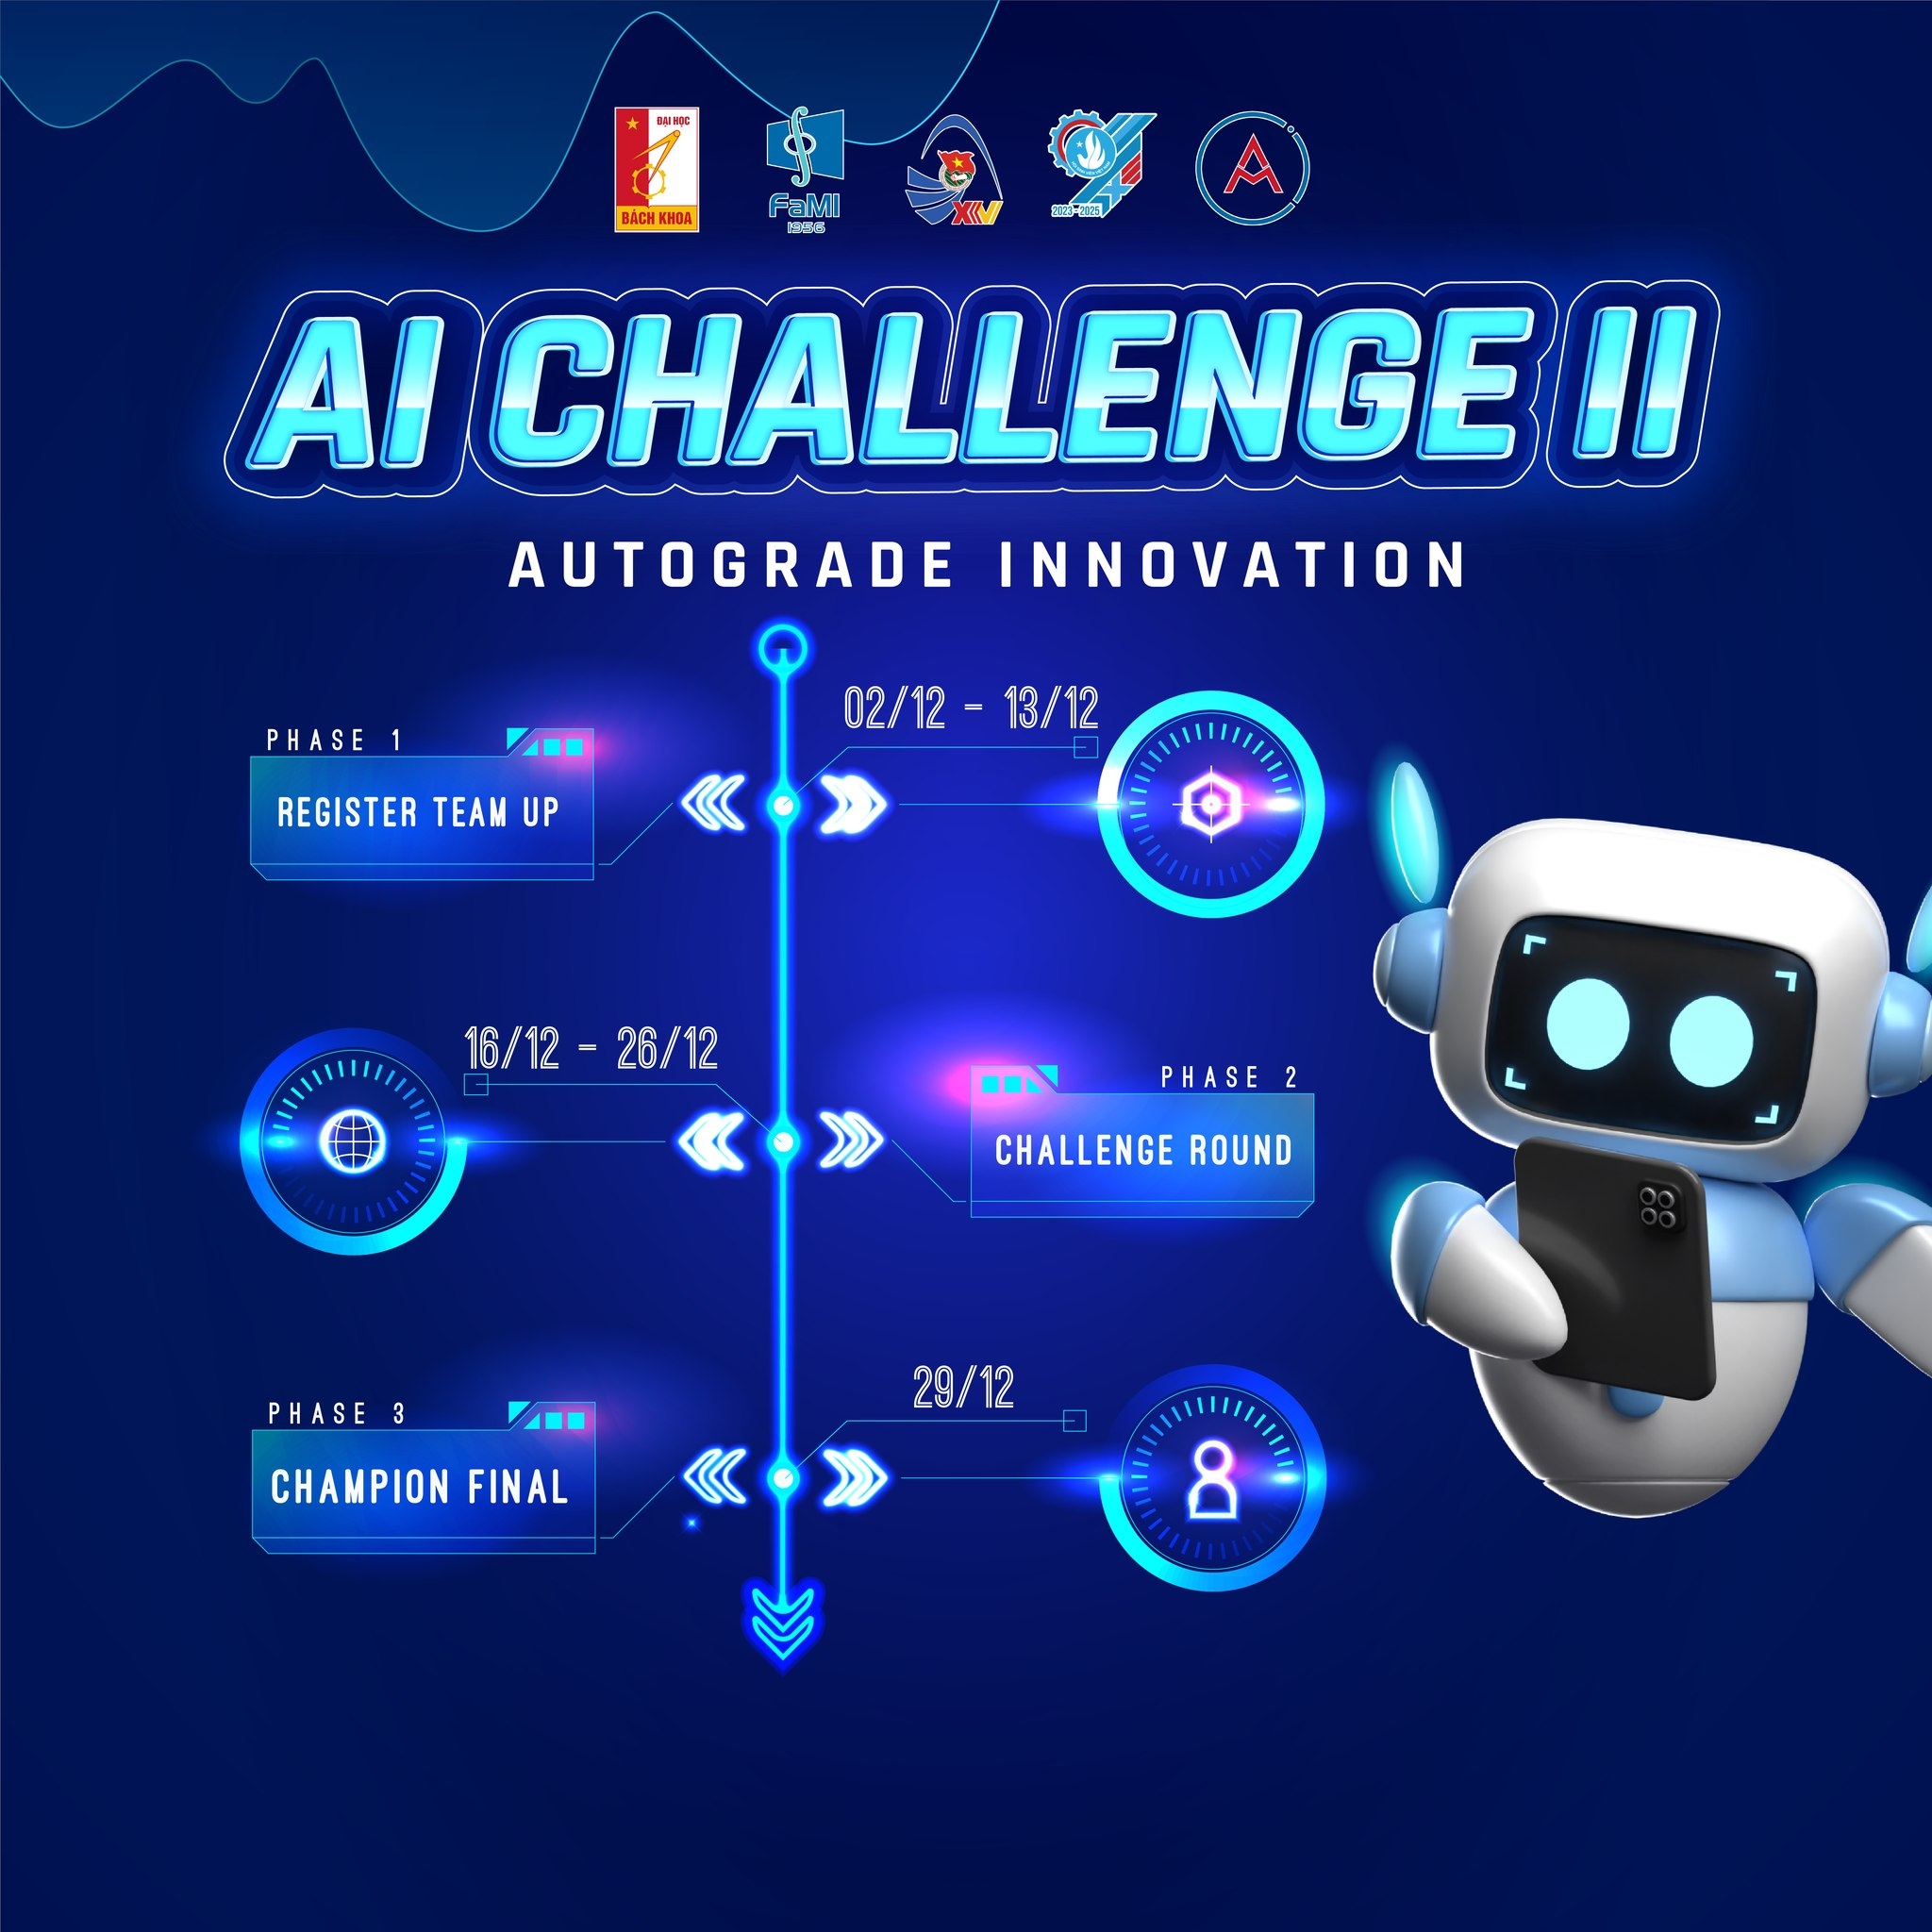 ĐẠI HỌC
BÁCH KHOA
FaMI
1956
XIV
2023 - 2025
AI CHALLENGE II
AUTOGRADE INNOVATION
PHASE 1
REGISTER TEAM UP
02/12 - 13/12
16/12 - 26/12
PHASE 2
CHALLENGE ROUND
PHASE 3
CHAMPION FINAL
29/12